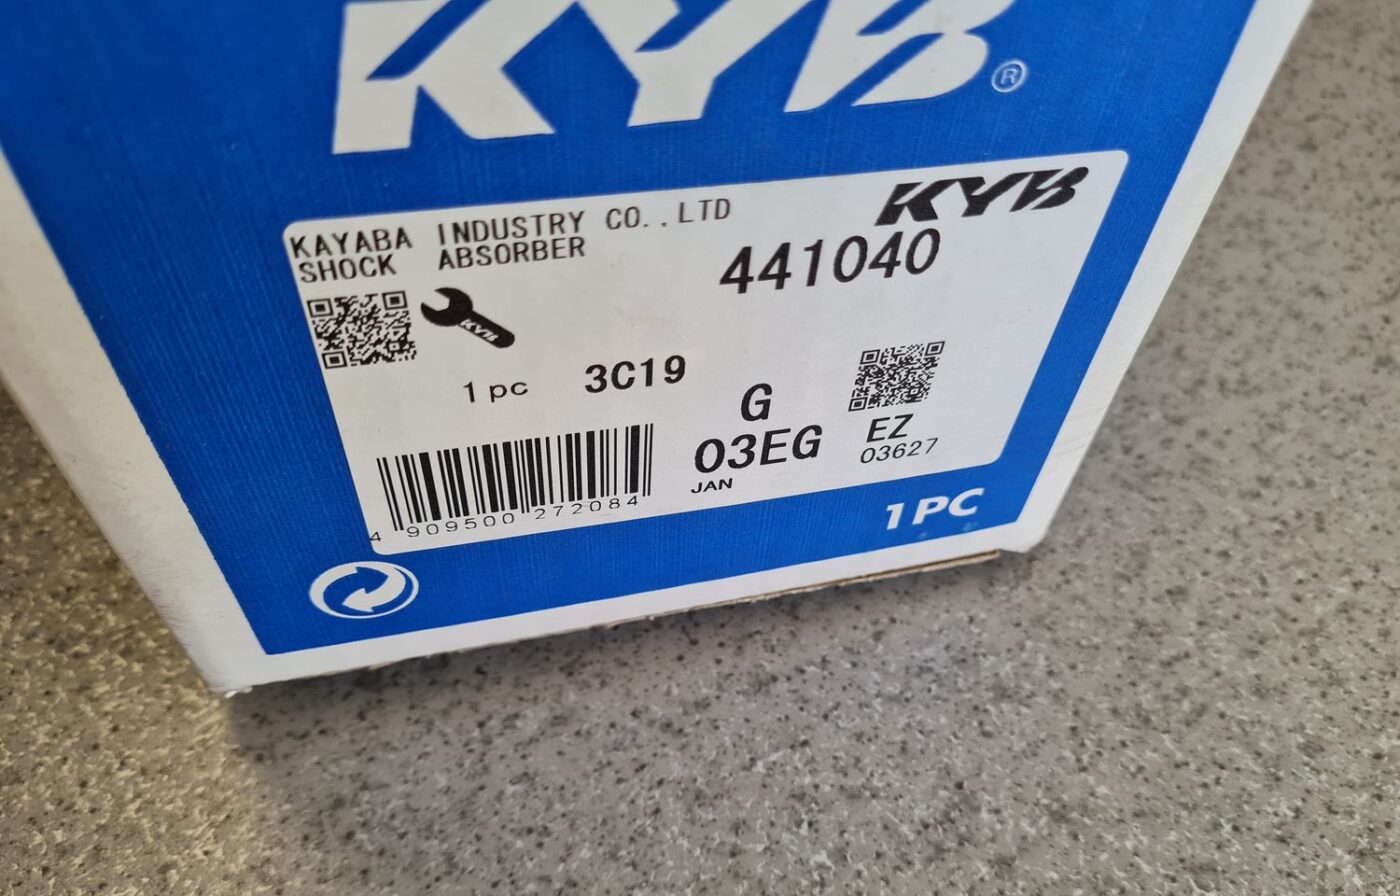 KYB®
KAYABA INDUSTRY CO.,LTD
SHOCK ABSORBER
KYB
441040
KYB
1 pc 3C19
G
03EG
JAN
EZ
03627
4 909500 272084
1PC